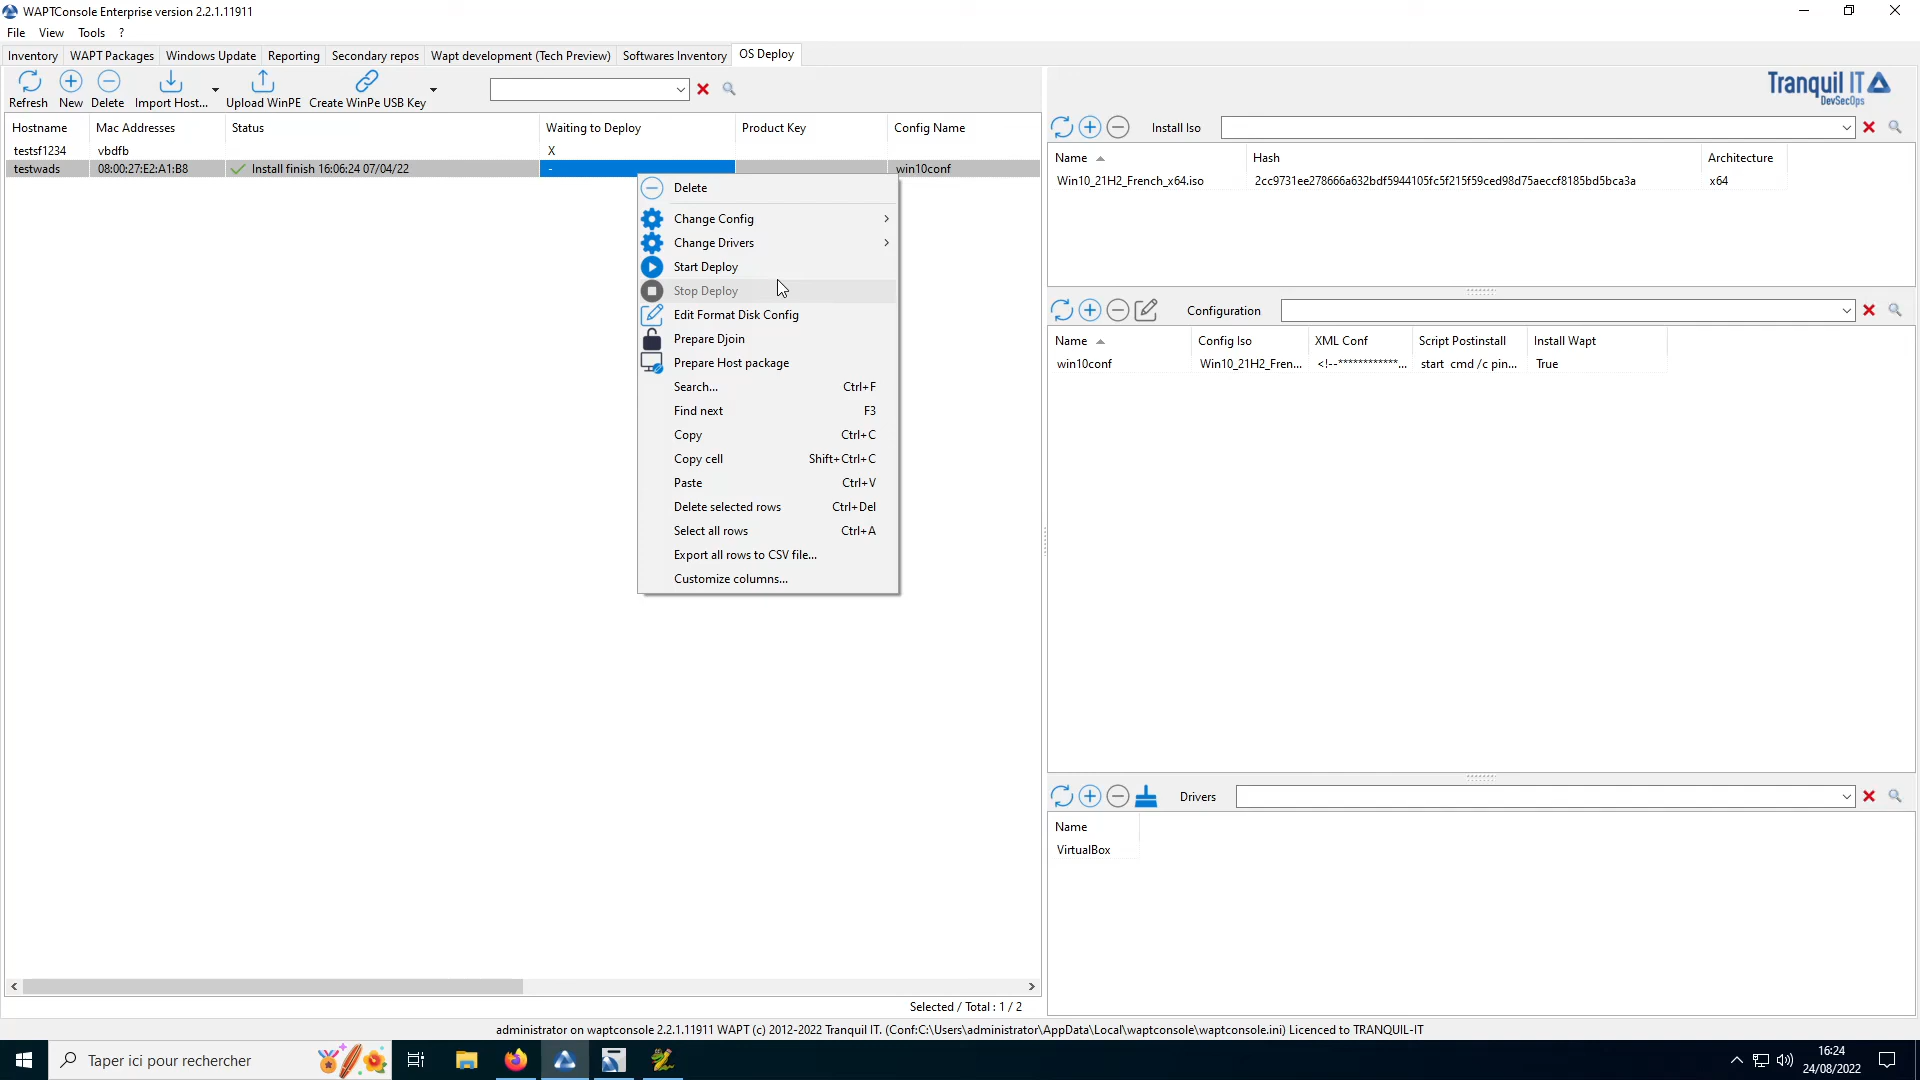 WAPTConsole Enterprise version 2.2.1.11911
File View Tools ?
Inventory WAPT Packages Windows Update Reporting Secondary repos Wapt development (Tech Preview) Softwares Inventory OS Deploy
Refresh New Delete Import Host... Upload WinPE Create WinPe USB Key
Hostname Mac Addresses Status Waiting to Deploy Product Key Config Name
testsf1234 vbdfb X
testwads 08:00:27:E2:A1:B8 Install finish 16:06:24 07/04/22 - win10conf
Delete
Change Config
Change Drivers
Start Deploy
Stop Deploy
Edit Format Disk Config
Prepare Djoin
Prepare Host package
Search... Ctrl+F
Find next F3
Copy Ctrl+C
Copy cell Shift+Ctrl+C
Paste Ctrl+V
Delete selected rows Ctrl+Del
Select all rows Ctrl+A
Export all rows to CSV file...
Customize columns...
Selected / Total : 1 / 2
Tranquil IT
DevSecOps
Install Iso
Name Hash Architecture
Win10_21H2_French_x64.iso 2cc9731ee278666a632bdf5944105fc5f215f59ced98d75aeccf8185bd5bca3a x64
Configuration
Name Config Iso XML Conf Script Postinstall Install Wapt
win10conf Win10_21H2_Fren... <!--************... start cmd /c pin... True
Drivers
Name
VirtualBox
administrator on waptconsole 2.2.1.11911 WAPT (c) 2012-2022 Tranquil IT. (Conf:C:\Users\administrator\AppData\Local\waptconsole\waptconsole.ini) Licenced to TRANQUIL-IT
Taper ici pour rechercher
16:24
24/08/2022